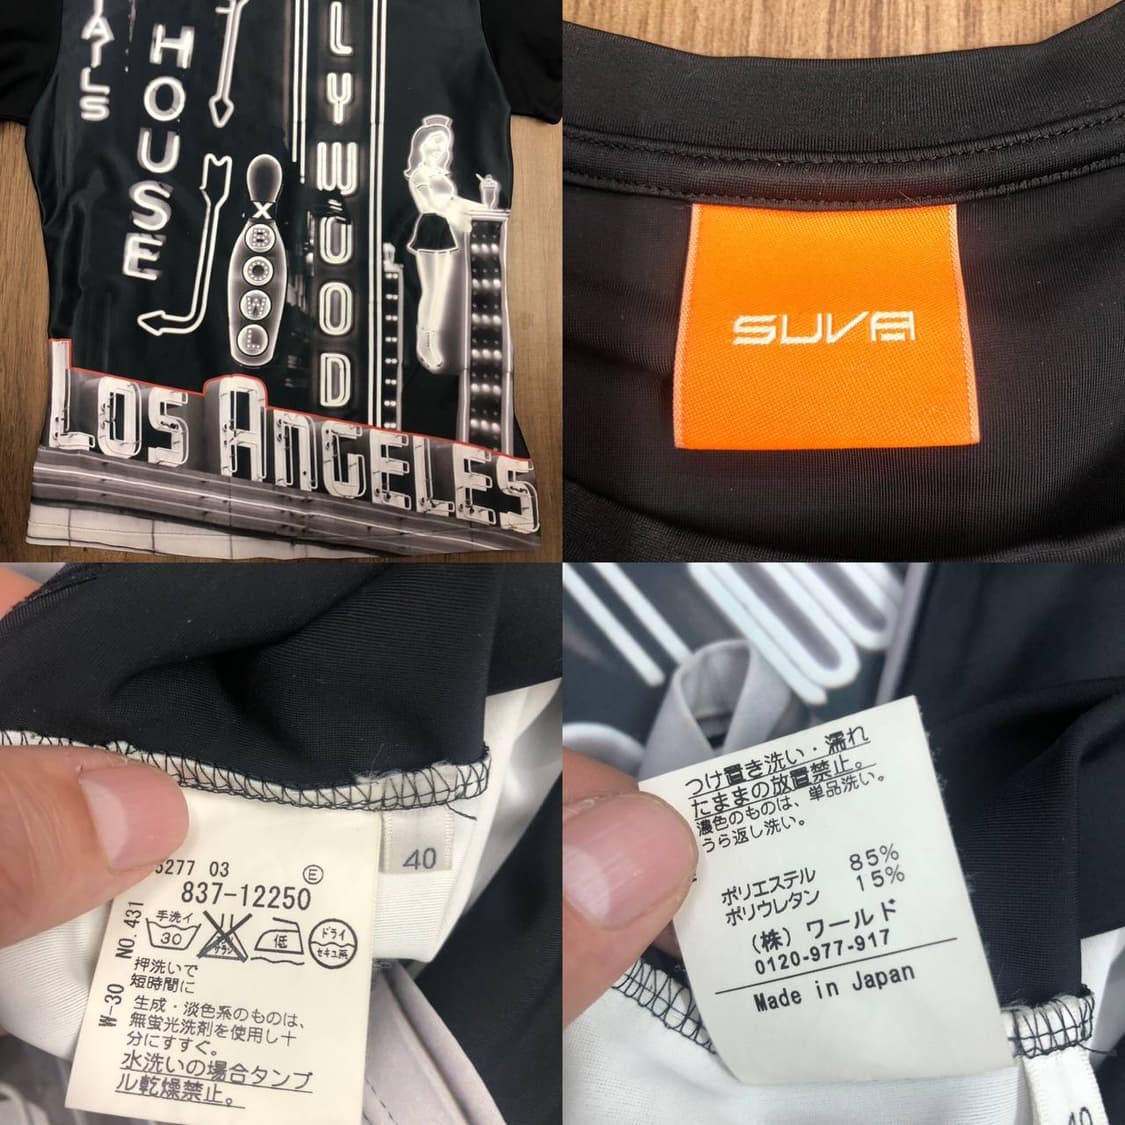 AILS
HOUSE
LYWOOD
X
BOWL
LOS ANGELES
SUVA
40
5277 03 Ⓔ
837-12250
手洗イ
30
サラシ
低
ドライ
セキユ系
NO. 431
W-30
押洗いで
短時間に
生成・淡色系のものは、
無蛍光洗剤を使用し十
分にすすぐ。
水洗いの場合タンブ
ル乾燥禁止。
つけ置き洗い・濡れ
たままの放置禁止。
濃色のものは、単品洗い。
うら返し洗い。
ポリエステル 85%
ポリウレタン 15%
(株) ワールド
0120-977-917
Made in Japan
40